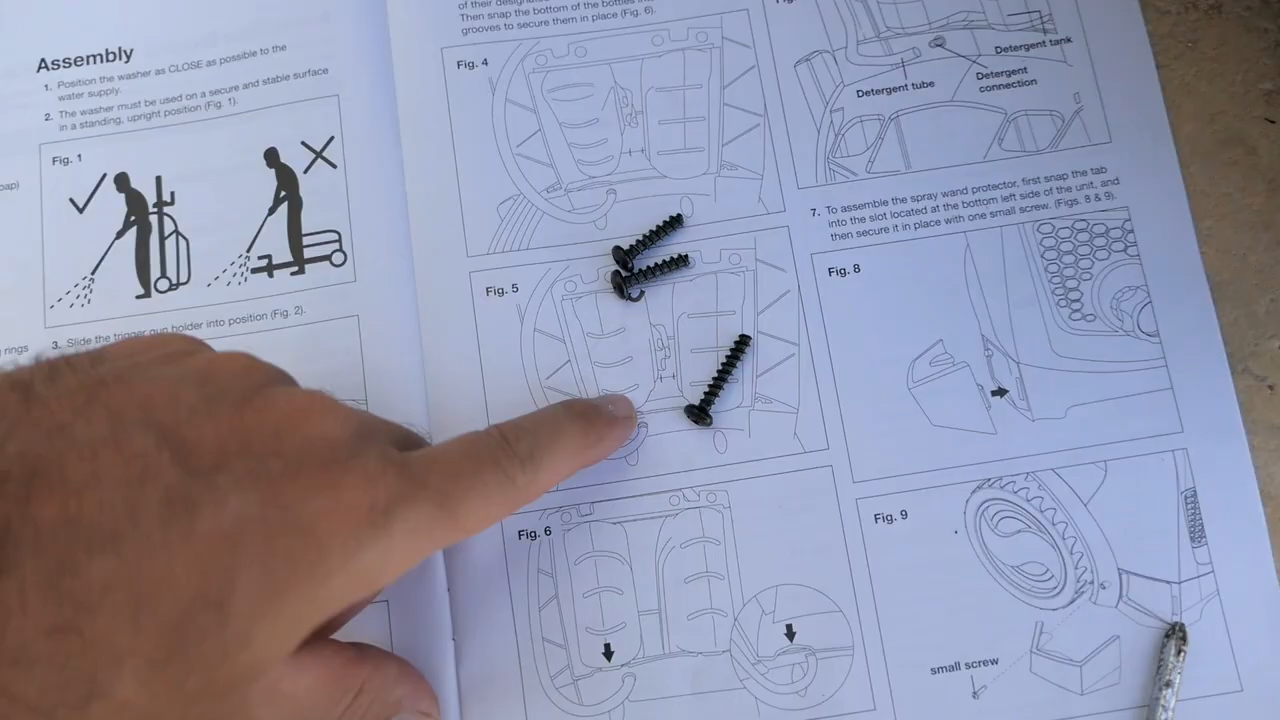 Assembly
1. Position the washer as CLOSE as possible to the
water supply.
2. The washer must be used on a secure and stable surface
in a standing, upright position (Fig. 1).
Fig. 1
3. Slide the trigger gun holder into position (Fig. 2).
rings
of their
Then snap the bottom of the bottles
grooves to secure them in place (Fig. 6).
Fig. 4
Fig. 5
Fig. 6
Detergent tank
Detergent
connection
Detergent tube
7. To assemble the spray wand protector, first snap the tab
into the slot located at the bottom left side of the unit, and
then secure it in place with one small screw. (Figs. 8 & 9).
Fig. 8
Fig. 9
small screw